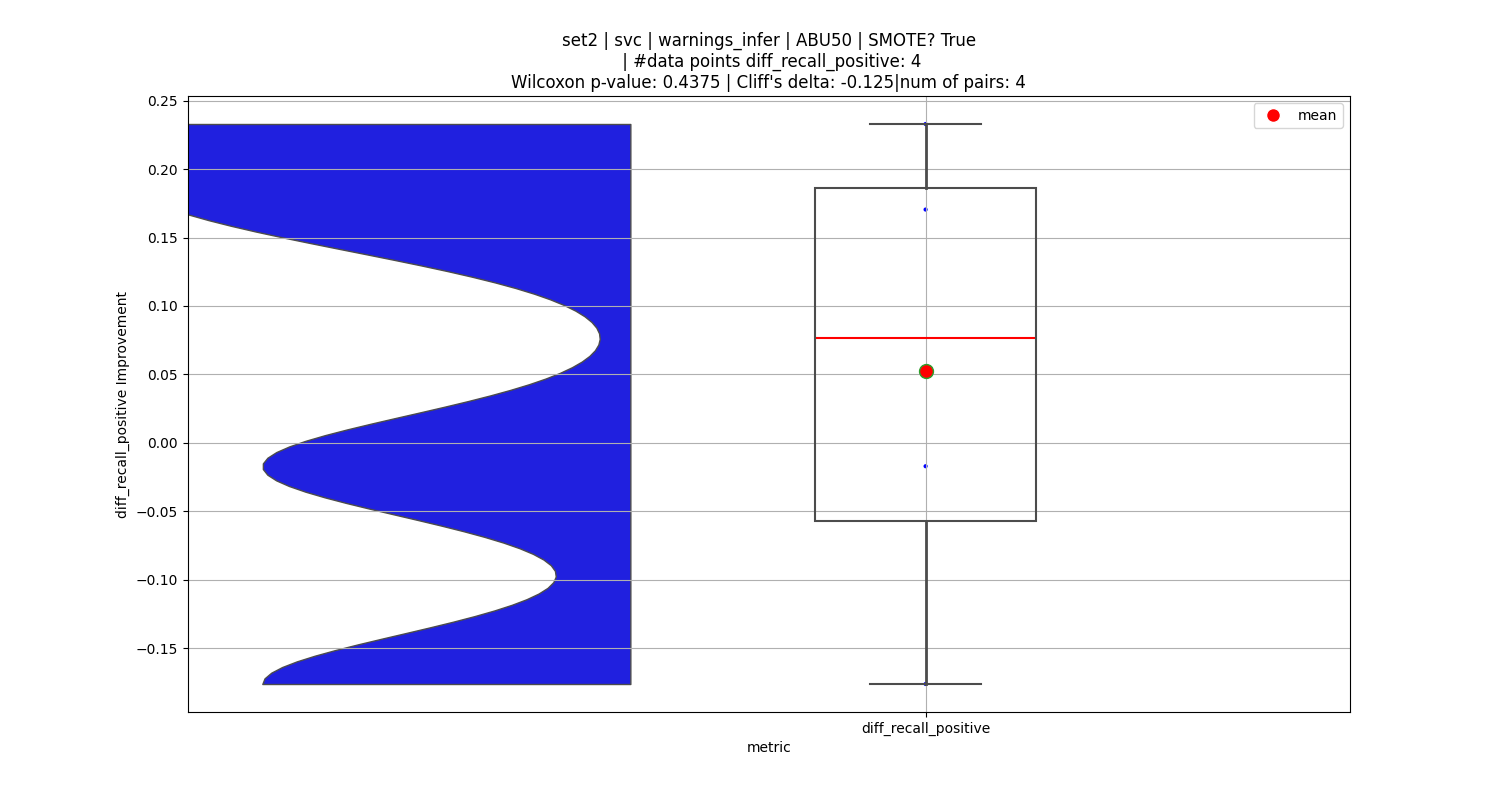 set2 | svc | warnings_infer | ABU50 | SMOTE? True
| #data points diff_recall_positive: 4
Wilcoxon p-value: 0.4375 | Cliff's delta: -0.125|num of pairs: 4
mean
0.25
0.20
0.15
0.10
0.05
0.00
−0.05
−0.10
−0.15
diff_recall_positive Improvement
diff_recall_positive
metric